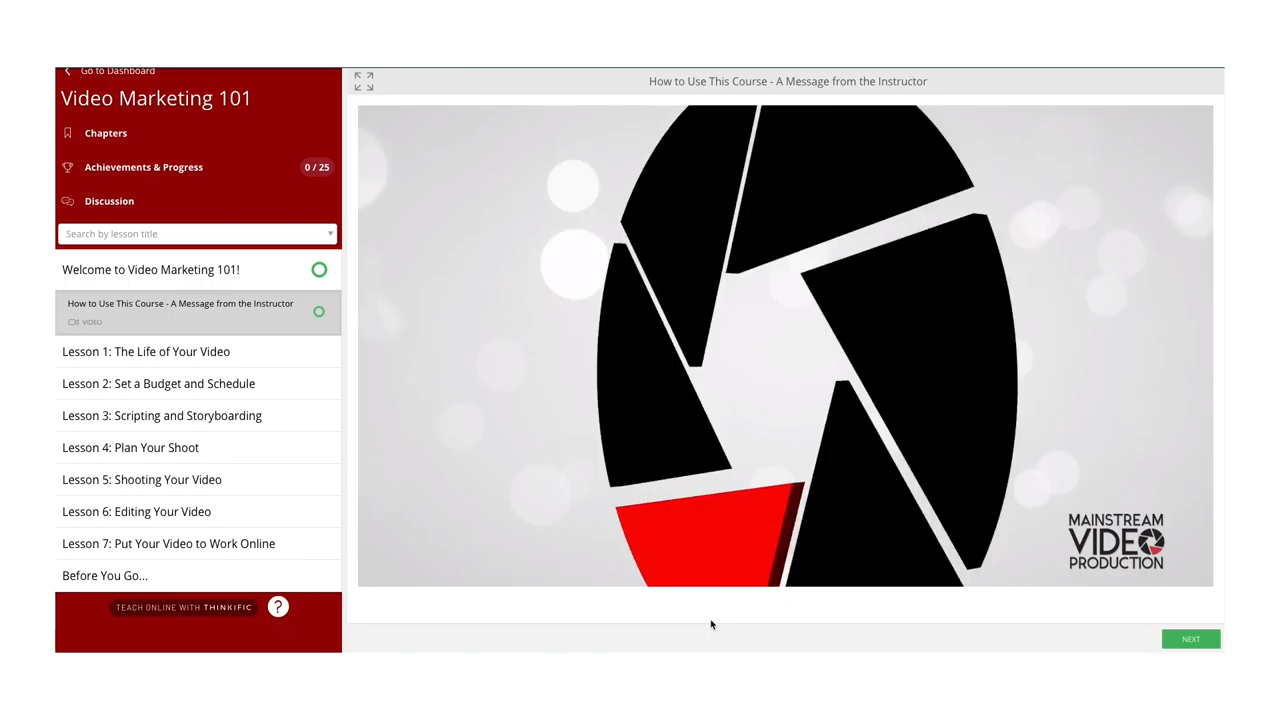 Go to Dashboard
Video Marketing 101
Chapters
Achievements & Progress
0 / 25
Discussion
Search by lesson title
Welcome to Video Marketing 101!
How to Use This Course - A Message from the Instructor
VIDEO
Lesson 1: The Life of Your Video
Lesson 2: Set a Budget and Schedule
Lesson 3: Scripting and Storyboarding
Lesson 4: Plan Your Shoot
Lesson 5: Shooting Your Video
Lesson 6: Editing Your Video
Lesson 7: Put Your Video to Work Online
Before You Go...
TEACH ONLINE WITH THINKIFIC
?
How to Use This Course - A Message from the Instructor
MAINSTREAM
VIDEO
PRODUCTION
NEXT